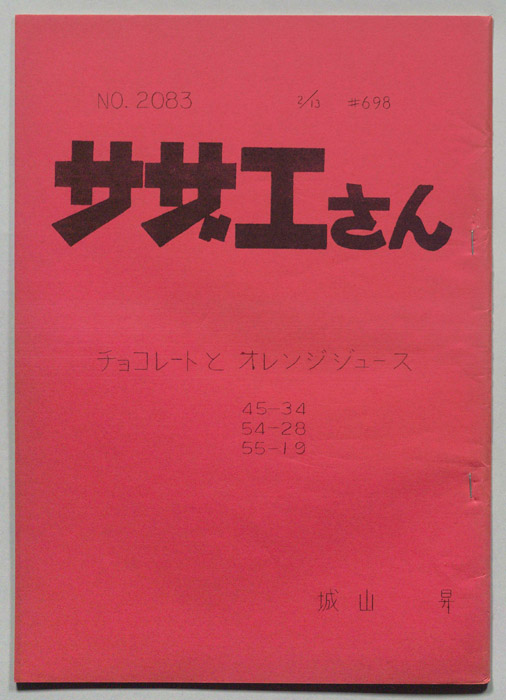 NO.2083 2/13 #698
サザエさん
チョコレートと オレンジジュース
45-34
54-28
55-19
城山 昇